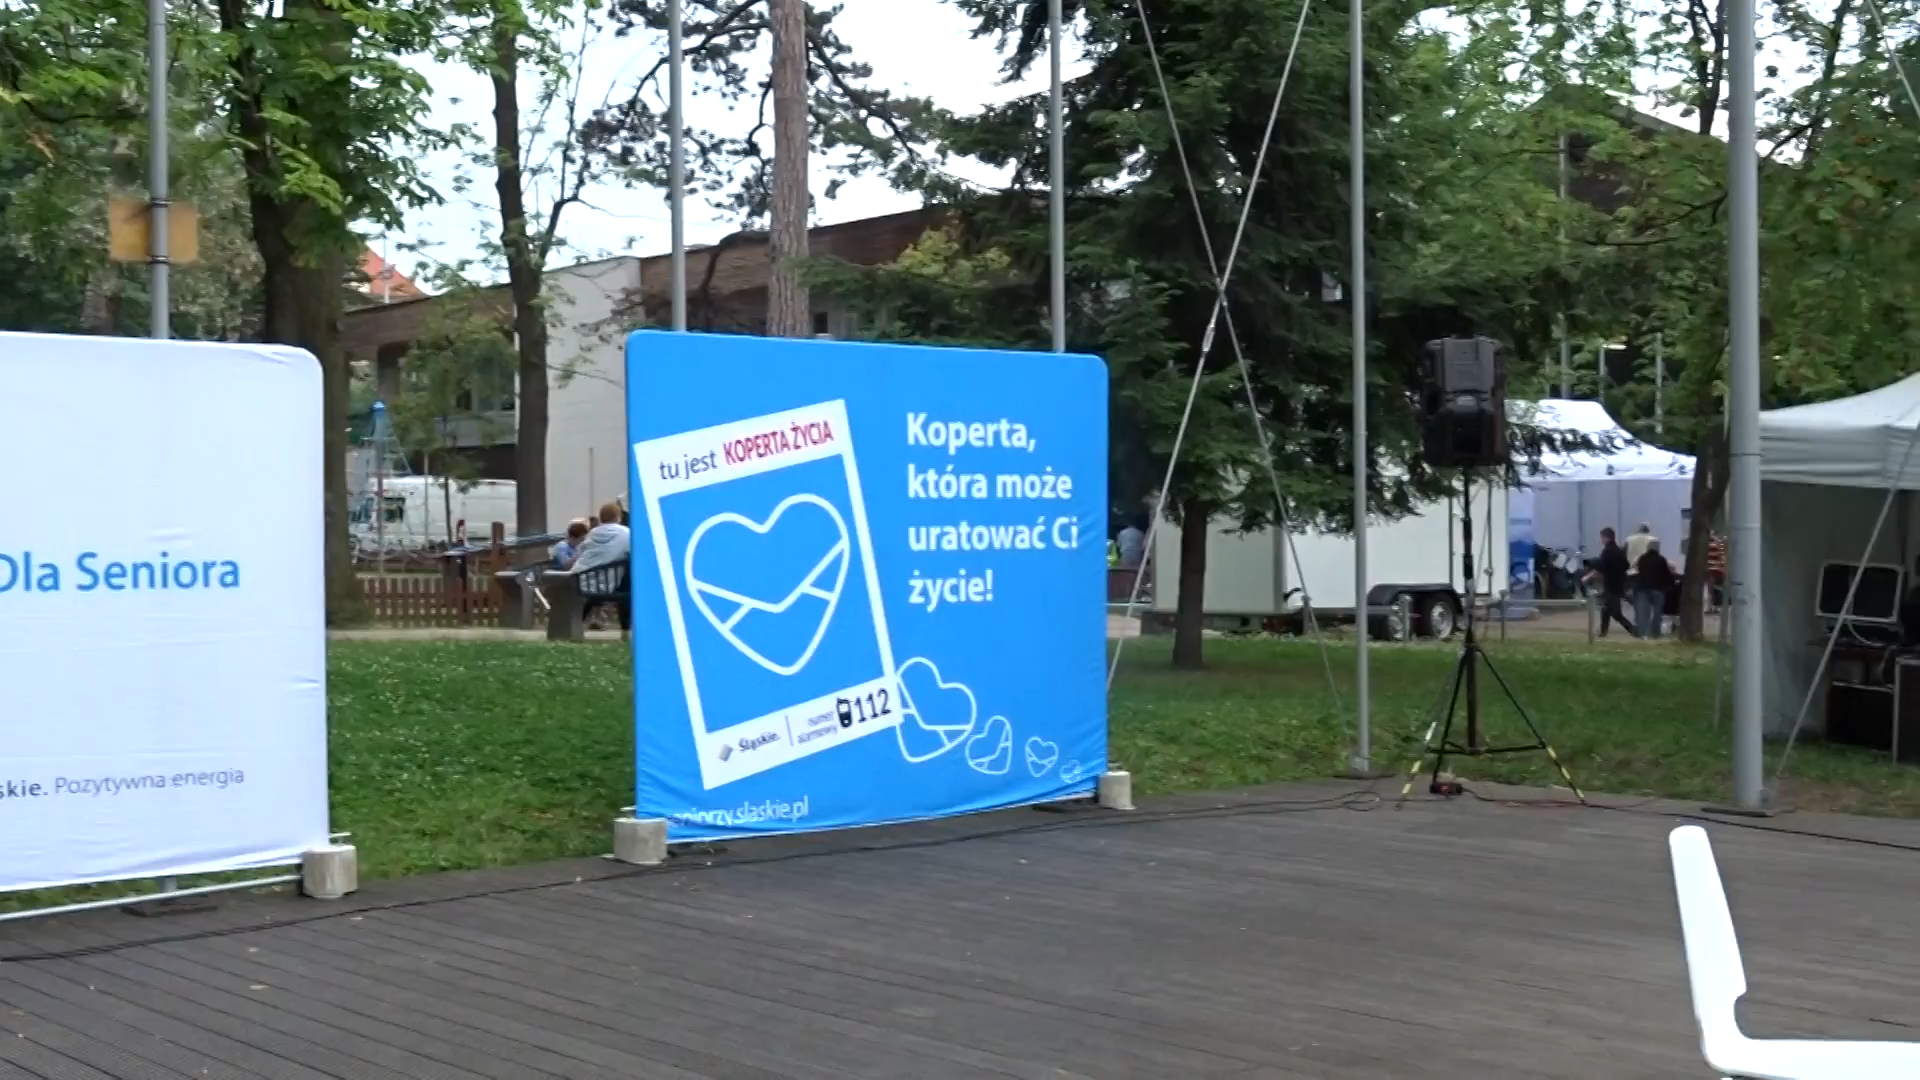 Dla Seniora
skie. Pozytywna energia
tu jest KOPERTA ŻYCIA
Koperta,
która może
uratować Ci
życie!
Śląskie.
numer
alarmowy
112
seniorzy.slaskie.pl